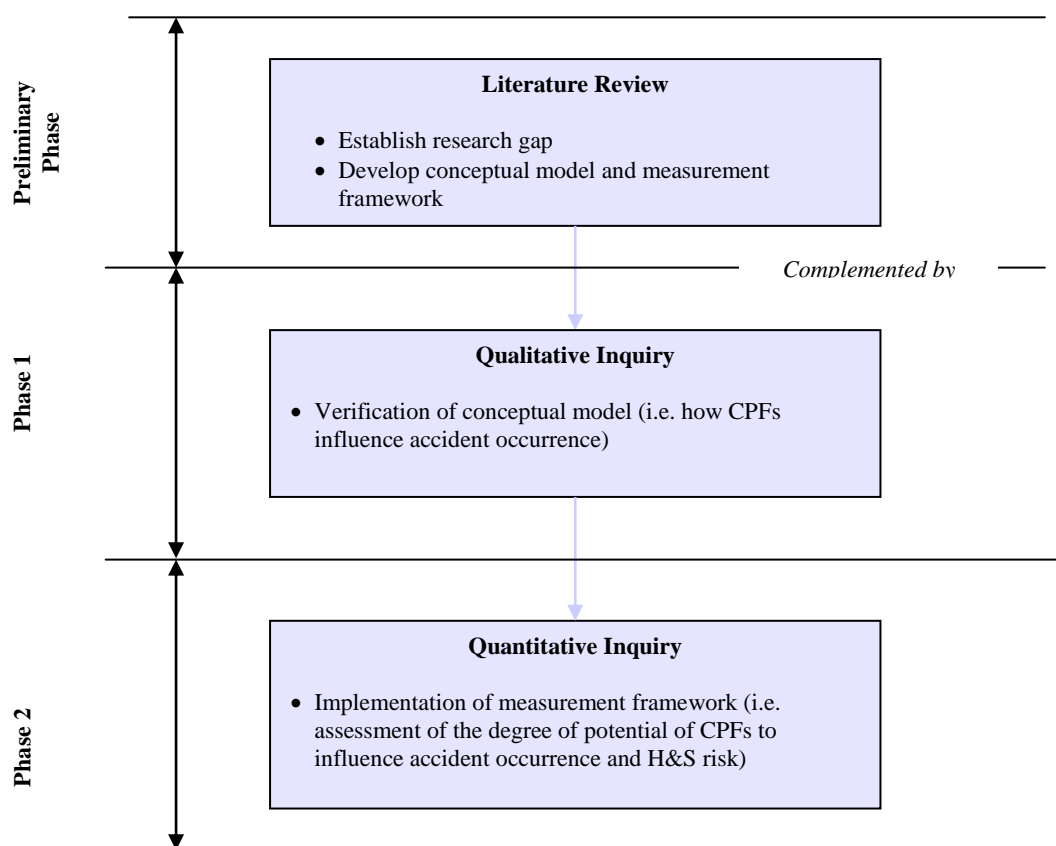 Preliminary
Phase
Literature Review
• Establish research gap
• Develop conceptual model and measurement
framework
Complemented by
Phase 1
Qualitative Inquiry
• Verification of conceptual model (i.e. how CPFs
influence accident occurrence)
Phase 2
Quantitative Inquiry
• Implementation of measurement framework (i.e.
assessment of the degree of potential of CPFs to
influence accident occurrence and H&S risk)